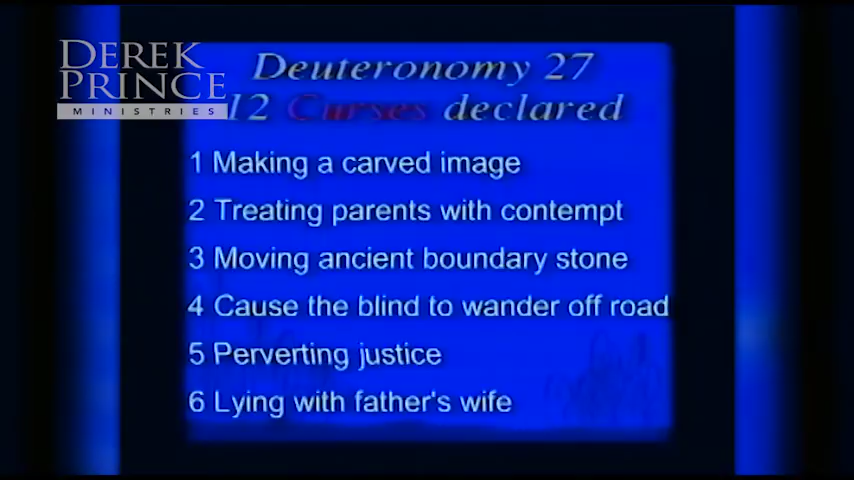 DEREK
PRINCE
MINISTRIES
Deuteronomy 27
12 Curses declared
1 Making a carved image
2 Treating parents with contempt
3 Moving ancient boundary stone
4 Cause the blind to wander off road
5 Perverting justice
6 Lying with father's wife